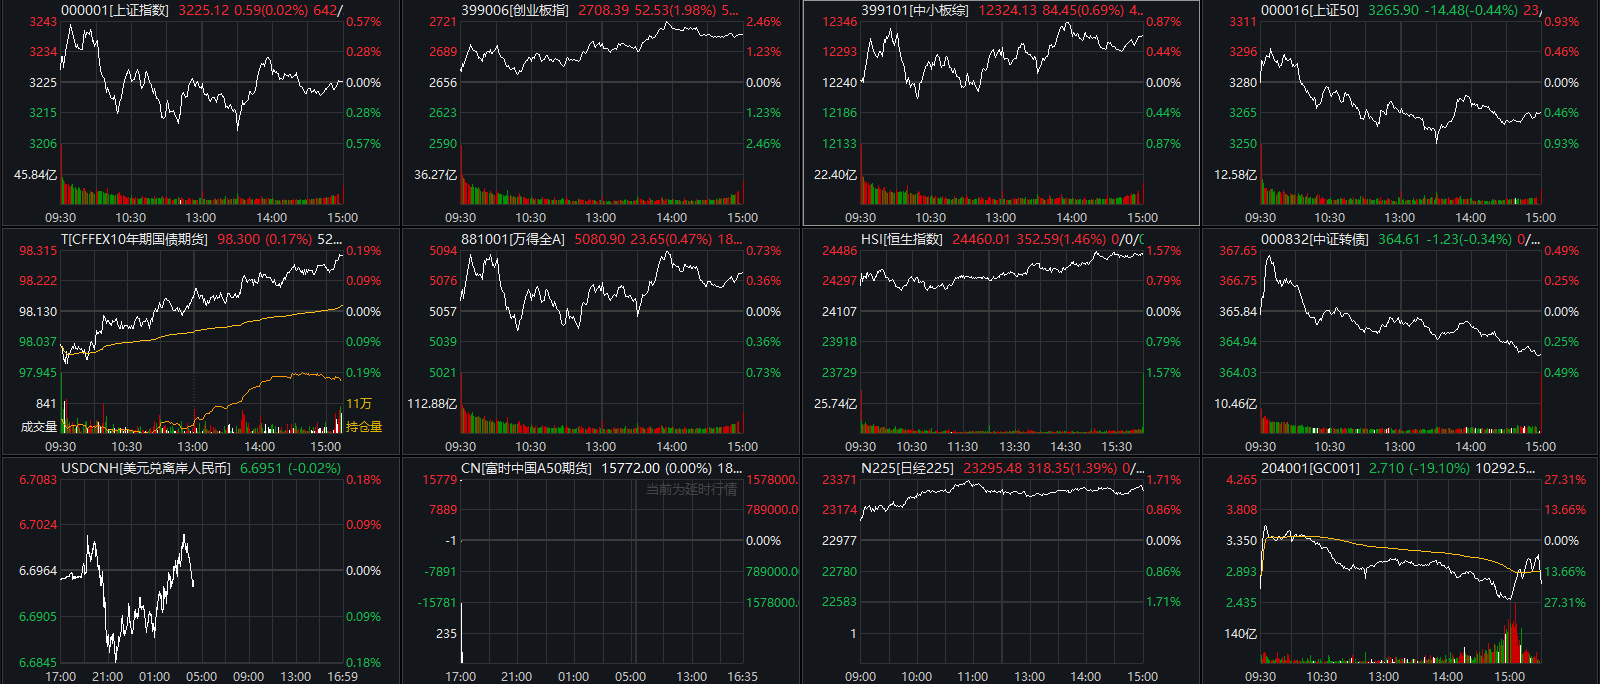 000001[上证指数] 3225.12 0.59(0.02%) 642/
3243 0.57%
3234 0.28%
3225 0.00%
3215 0.28%
3206 0.57%
45.84亿
09:30 10:30 13:00 14:00 15:00
399006[创业板指] 2708.39 52.53(1.98%) 5...
2721 2.46%
2689 1.23%
2656 0.00%
2623 1.23%
2590 2.46%
36.27亿
09:30 10:30 13:00 14:00 15:00
399101[中小板综] 12324.13 84.45(0.69%) 4..
12346 0.87%
12293 0.44%
12240 0.00%
12186 0.44%
12133 0.87%
22.40亿
09:30 10:30 13:00 14:00 15:00
000016[上证50] 3265.90 -14.48(-0.44%) 23/
3311 0.93%
3296 0.46%
3280 0.00%
3265 0.46%
3250 0.93%
12.58亿
09:30 10:30 13:00 14:00 15:00
T[CFFEX10年期国债期货] 98.300 (0.17%) 52...
98.315 0.19%
98.222 0.09%
98.130 0.00%
98.037 0.09%
97.945 0.19%
841 11万
成交量 持仓量
09:30 10:30 13:00 14:00 15:00
881001[万得全A] 5080.90 23.65(0.47%) 18...
5094 0.73%
5076 0.36%
5057 0.00%
5039 0.36%
5021 0.73%
112.88亿
09:30 10:30 13:00 14:00 15:00
HSI[恒生指数] 24460.01 352.59(1.46%) 0/0/0
24486 1.57%
24297 0.79%
24107 0.00%
23918 0.79%
23729 1.57%
25.74亿
09:30 10:30 11:30 13:30 14:30 15:30
000832[中证转债] 364.61 -1.23(-0.34%) 0/...
367.65 0.49%
366.75 0.25%
365.84 0.00%
364.94 0.25%
364.03 0.49%
10.46亿
09:30 10:30 13:00 14:00 15:00
USDCNH[美元兑离岸人民币] 6.6951 (-0.02%)
6.7083 0.18%
6.7024 0.09%
6.6964 0.00%
6.6905 0.09%
6.6845 0.18%
17:00 21:00 01:00 05:00 09:00 13:00 16:59
CN[富时中国A50期货] 15772.00 (0.00%) 18...
当前为延时行情
15779 1578000.
7889 789000.0
-1 0.00%
-7891 789000.0
-15781 1578000.
235
17:00 21:00 01:00 05:00 13:00 16:35
N225[日经225] 23295.48 318.35(1.39%) 0/...
23371 1.71%
23174 0.86%
22977 0.00%
22780 0.86%
22583 1.71%
1
09:00 10:00 11:00 13:00 14:00 15:00
204001[GC001] 2.710 (-19.10%) 10292.5...
4.265 27.31%
3.808 13.66%
3.350 0.00%
2.893 13.66%
2.435 27.31%
140亿
09:30 10:30 13:00 14:00 15:00